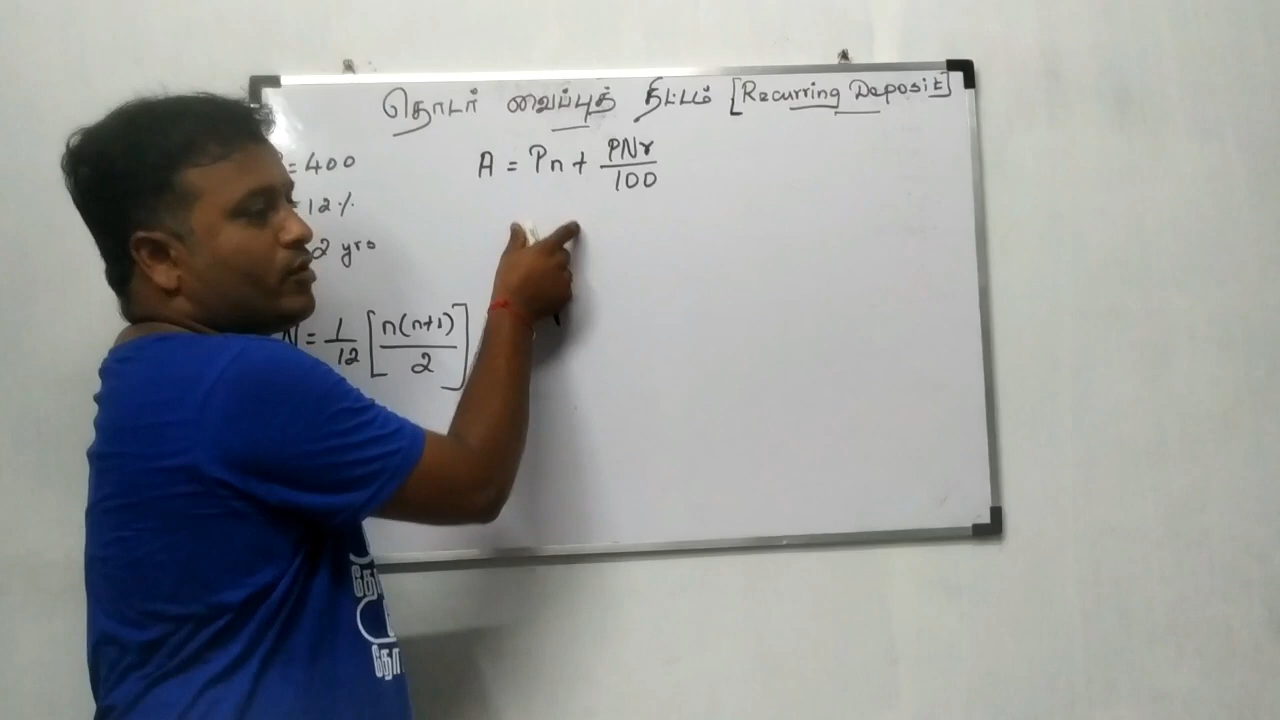 தொடர் வைப்புத் திட்டம் [Recurring Deposit]
= 400
12%
2 yrs
A = Pn + PNr/100
N = 1/12 [n(n+1)/2]